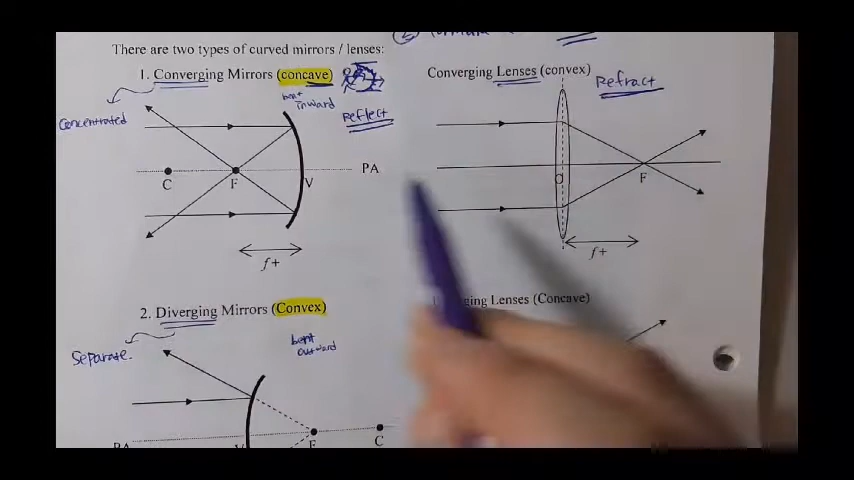 There are two types of curved mirrors / lenses:
1. Converging Mirrors (concave)
bent inward
Reflect
Concentrated
C
F
V
PA
f+
Converging Lenses (convex)
Refract
O
F
f+
2. Diverging Mirrors (Convex)
bent outward
Separate.
PA
V
F
C
Lenses (Concave)